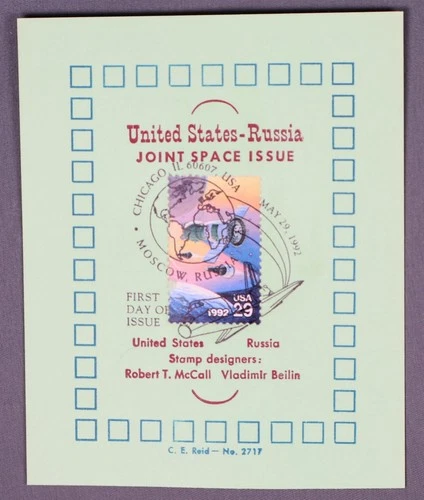 United States-Russia
JOINT SPACE ISSUE
CHICAGO IL 60607, USA
MAY 29, 1992
MOSCOW, RUSSIA
FIRST
DAY OF
ISSUE
USA
1992 29
United States Russia
Stamp designers:
Robert T. McCall Vladimir Beilin
C. E. Reid — No. 271F